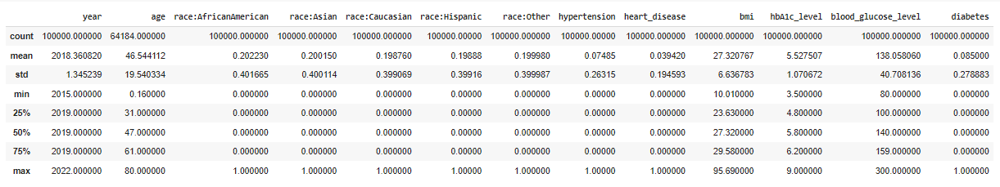 year age race:AfricanAmerican race:Asian race:Caucasian race:Hispanic race:Other hypertension heart_disease bmi hbA1c_level blood_glucose_level diabetes
count 100000.000000 64184.000000 100000.000000 100000.000000 100000.000000 100000.00000 100000.000000 100000.00000 100000.000000 100000.000000 100000.000000 100000.000000 100000.000000
mean 2018.360820 46.544112 0.202230 0.200150 0.198760 0.19888 0.199980 0.07485 0.039420 27.320767 5.527507 138.058060 0.085000
std 1.345239 19.540334 0.401665 0.400114 0.399069 0.39916 0.399987 0.26315 0.194593 6.636783 1.070672 40.708136 0.278883
min 2015.000000 0.160000 0.000000 0.000000 0.000000 0.00000 0.000000 0.00000 0.000000 10.010000 3.500000 80.000000 0.000000
25% 2019.000000 31.000000 0.000000 0.000000 0.000000 0.00000 0.000000 0.00000 0.000000 23.630000 4.800000 100.000000 0.000000
50% 2019.000000 47.000000 0.000000 0.000000 0.000000 0.00000 0.000000 0.00000 0.000000 27.320000 5.800000 140.000000 0.000000
75% 2019.000000 61.000000 0.000000 0.000000 0.000000 0.00000 0.000000 0.00000 0.000000 29.580000 6.200000 159.000000 0.000000
max 2022.000000 80.000000 1.000000 1.000000 1.000000 1.00000 1.000000 1.00000 1.000000 95.690000 9.000000 300.000000 1.000000